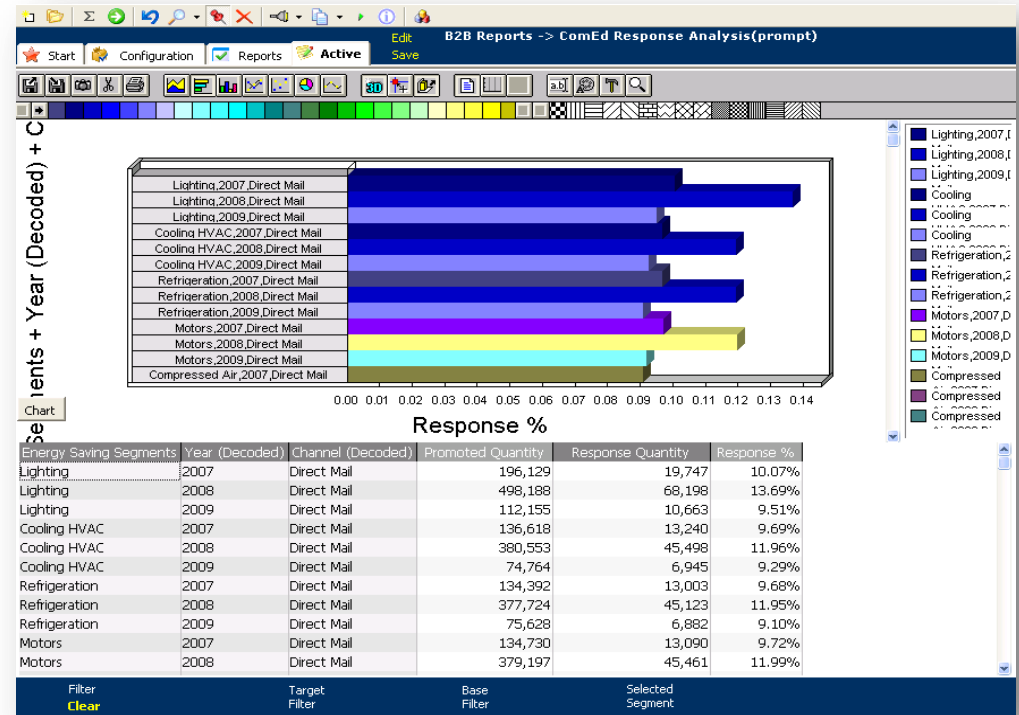 Edit B2B Reports -> ComEd Response Analysis(prompt)
Start Configuration Reports Active Save
3D
Segments + Year (Decoded) + C
Lighting,2007,Direct Mail
Lighting,2008,Direct Mail
Lighting,2009,Direct Mail
Cooling HVAC,2007,Direct Mail
Cooling HVAC,2008,Direct Mail
Cooling HVAC,2009,Direct Mail
Refrigeration,2007,Direct Mail
Refrigeration,2008,Direct Mail
Refrigeration,2009,Direct Mail
Motors,2007,Direct Mail
Motors,2008,Direct Mail
Motors,2009,Direct Mail
Compressed Air,2007,Direct Mail
0.00 0.01 0.02 0.03 0.04 0.05 0.06 0.07 0.08 0.09 0.10 0.11 0.12 0.13 0.14
Response %
Lighting,2007,
Lighting,2008,
Lighting,2009,
Cooling
Cooling
Cooling
Refrigeration,2
Refrigeration,2
Refrigeration,2
Motors,2007,D
Motors,2008,D
Motors,2009,D
Compressed
Compressed
Compressed
Chart
Energy Saving Segments Year (Decoded) Channel (Decoded) Promoted Quantity Response Quantity Response %
Lighting 2007 Direct Mail 196,129 19,747 10.07%
Lighting 2008 Direct Mail 498,188 68,198 13.69%
Lighting 2009 Direct Mail 112,155 10,663 9.51%
Cooling HVAC 2007 Direct Mail 136,618 13,240 9.69%
Cooling HVAC 2008 Direct Mail 380,553 45,498 11.96%
Cooling HVAC 2009 Direct Mail 74,764 6,945 9.29%
Refrigeration 2007 Direct Mail 134,392 13,003 9.68%
Refrigeration 2008 Direct Mail 377,724 45,123 11.95%
Refrigeration 2009 Direct Mail 75,628 6,882 9.10%
Motors 2007 Direct Mail 134,730 13,090 9.72%
Motors 2008 Direct Mail 379,197 45,461 11.99%
Filter Target Base Selected
Clear Filter Filter Segment